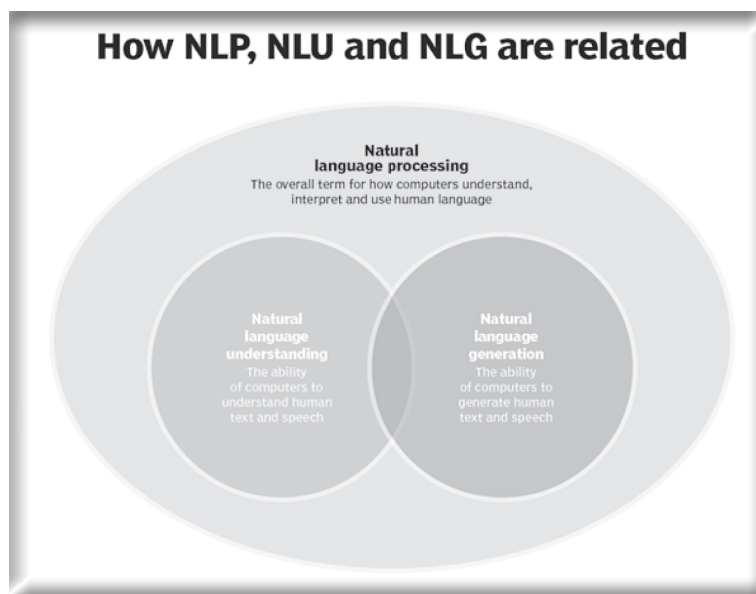 How NLP, NLU and NLG are related
Natural
language processing
The overall term for how computers understand,
interpret and use human language
Natural
language
understanding
The ability
of computers to
understand human
text and speech
Natural
language
generation
The ability
of computers to
generate human
text and speech